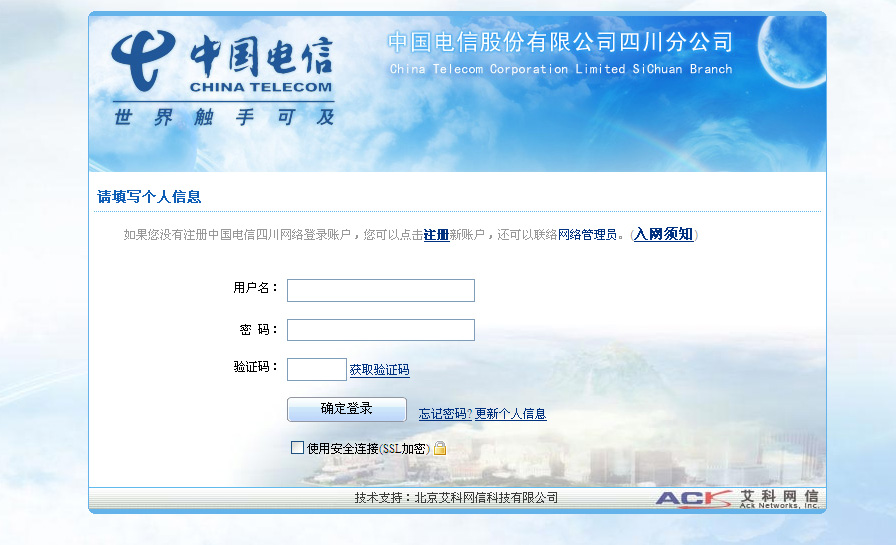 中国电信
CHINA TELECOM
世界触手可及
中国电信股份有限公司四川分公司
China Telecom Corporation Limited SiChuan Branch
请填写个人信息
如果您没有注册中国电信四川网络登录账户，您可以点击注册新账户，还可以联络网络管理员。(入网须知)
用户名：
密 码：
验证码： 获取验证码
确定登录 忘记密码? 更新个人信息
使用安全连接(SSL加密)
技术支持：北京艾科网信科技有限公司
ACK 艾科网信
Ack Networks, Inc.